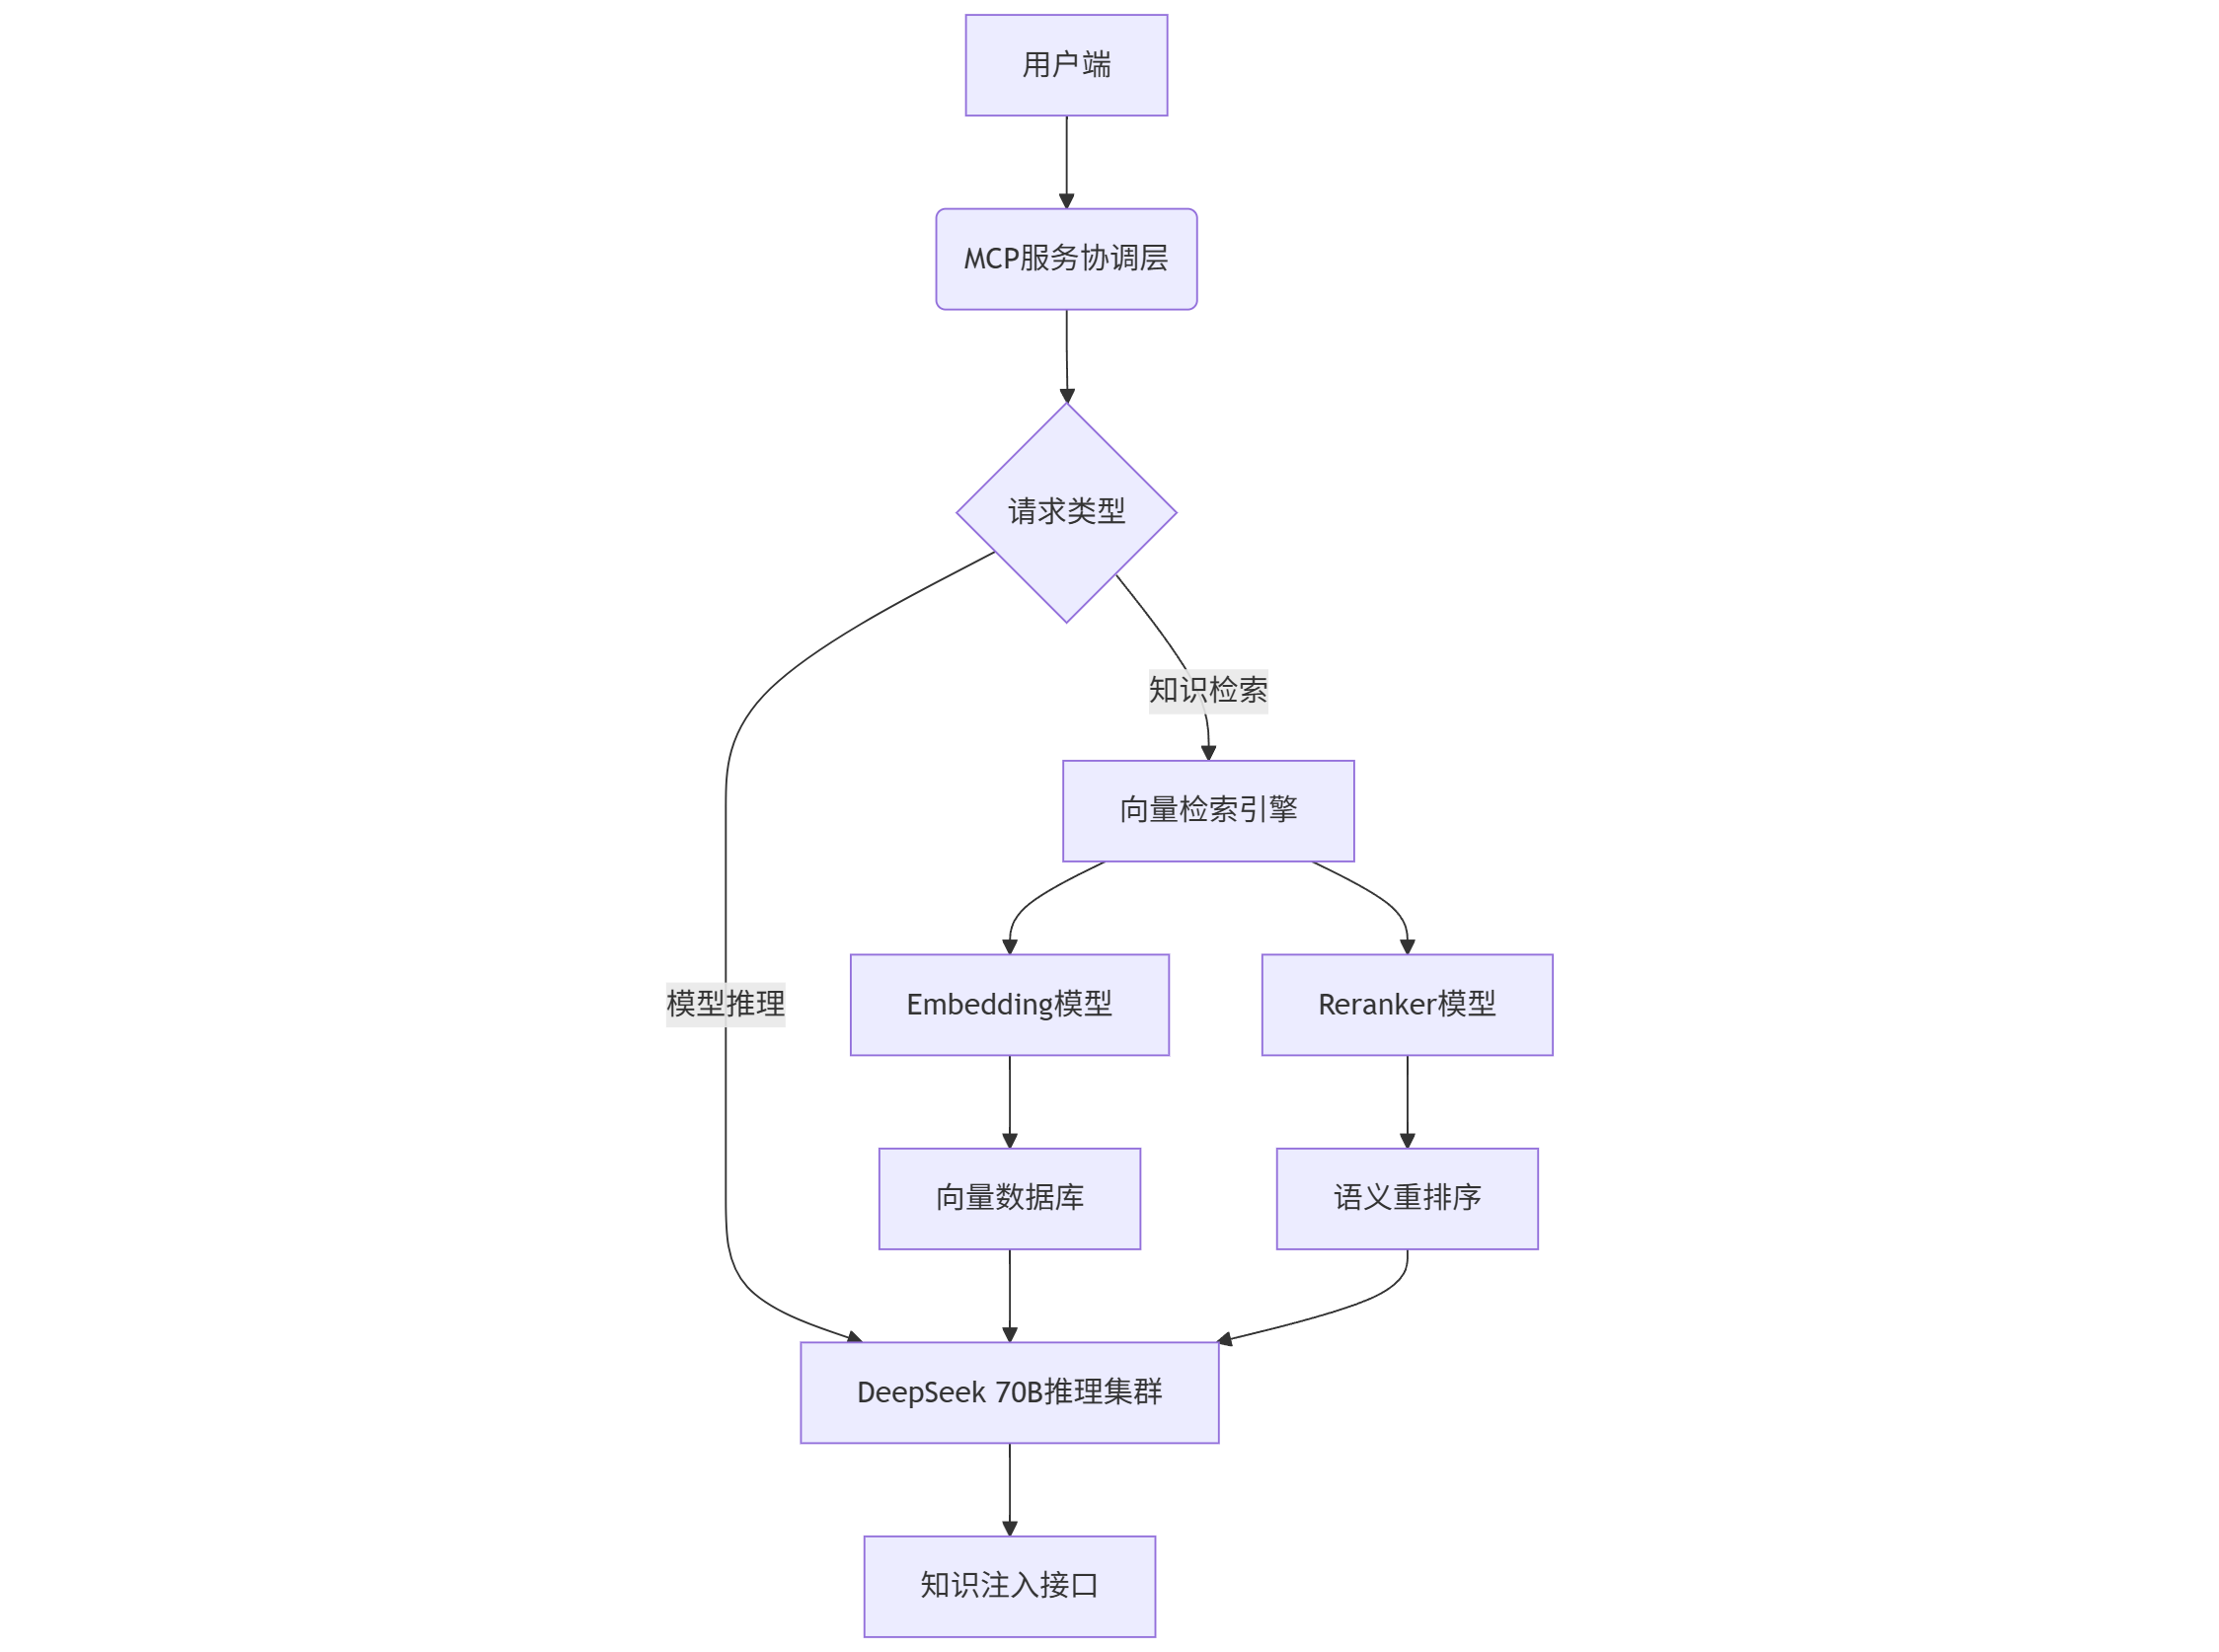 用户端
MCP服务协调层
请求类型
知识检索
向量检索引擎
模型推理
Embedding模型
Reranker模型
向量数据库
语义重排序
DeepSeek 70B推理集群
知识注入接口